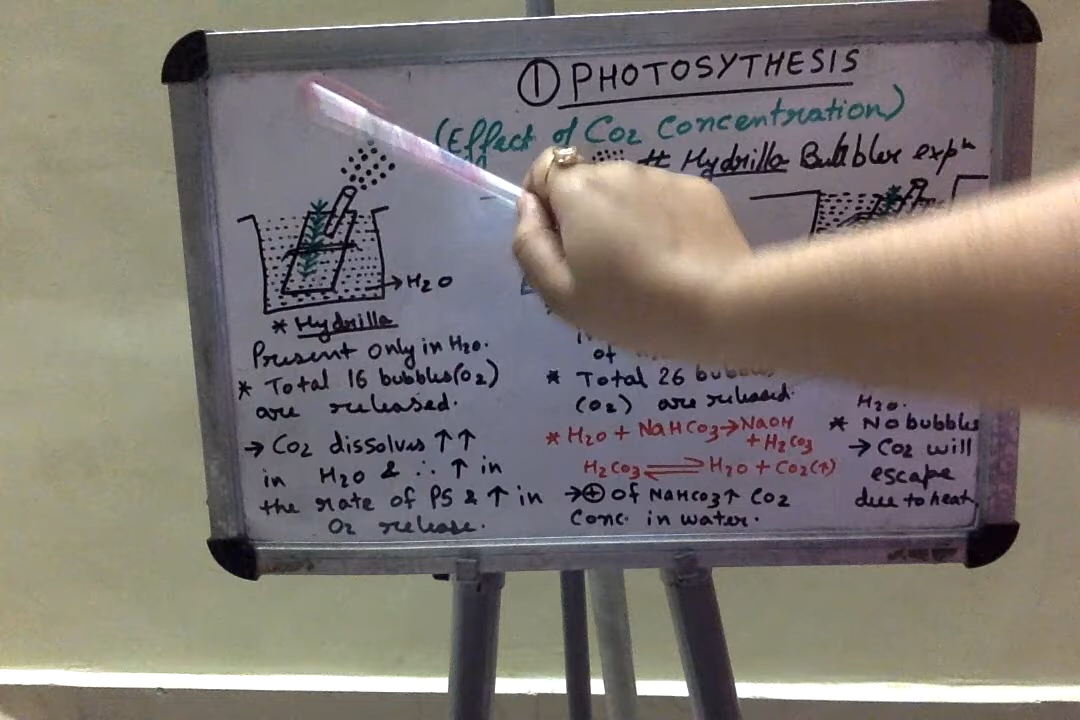 ① PHOTOSYTHESIS
(Effect of CO2 Concentration)
# Hydrilla Bubbler expⁿ
→H2O
* Hydrilla
Present only in H2O.
* Total 16 bubbles(O2)
are released.
→ CO2 dissolves ↑↑
in H2O & ∴ ↑ in
the rate of PS & ↑ in
O2 release.
of
* Total 26
(O2) are released.
* H2O + NaHCO3→NaOH
+H2CO3
H2CO3⇌H2O + CO2(↑)
→⊕ of NaHCO3↑ CO2
Conc. in water.
H2O.
* No bubbles
→ CO2 will
escape
due to heat